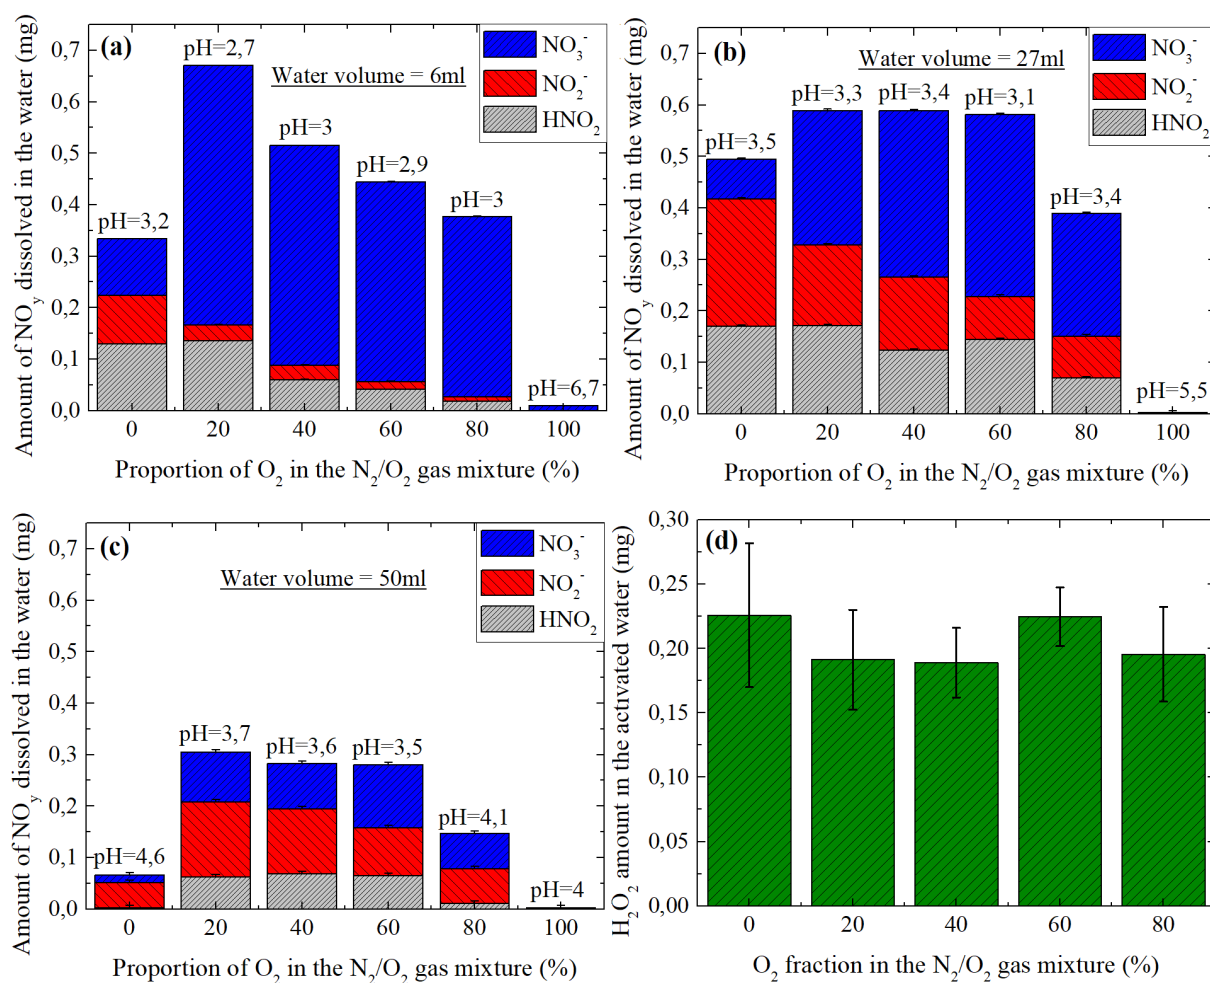 (a)
Water volume = 6ml
NO₃⁻
NO₂⁻
HNO₂
pH=3,2
pH=2,7
pH=3
pH=2,9
pH=3
pH=6,7
0,7
0,6
0,5
0,4
0,3
0,2
0,1
0,0
0 20 40 60 80 100
Amount of NOy dissolved in the water (mg)
Proportion of O₂ in the N₂/O₂ gas mixture (%)
(b)
Water volume = 27ml
NO₃⁻
NO₂⁻
HNO₂
pH=3,5
pH=3,3
pH=3,4
pH=3,1
pH=3,4
pH=5,5
0,7
0,6
0,5
0,4
0,3
0,2
0,1
0,0
0 20 40 60 80 100
Amount of NOy dissolved in the water (mg)
Proportion of O₂ in the N₂/O₂ gas mixture (%)
(c)
Water volume = 50ml
NO₃⁻
NO₂⁻
HNO₂
pH=4,6
pH=3,7
pH=3,6
pH=3,5
pH=4,1
pH=4
0,7
0,6
0,5
0,4
0,3
0,2
0,1
0,0
0 20 40 60 80 100
Amount of NOy dissolved in the water (mg)
Proportion of O₂ in the N₂/O₂ gas mixture (%)
(d)
0,30
0,25
0,20
0,15
0,10
0,05
0,00
0 20 40 60 80
H₂O₂ amount in the activated water (mg)
O₂ fraction in the N₂/O₂ gas mixture (%)